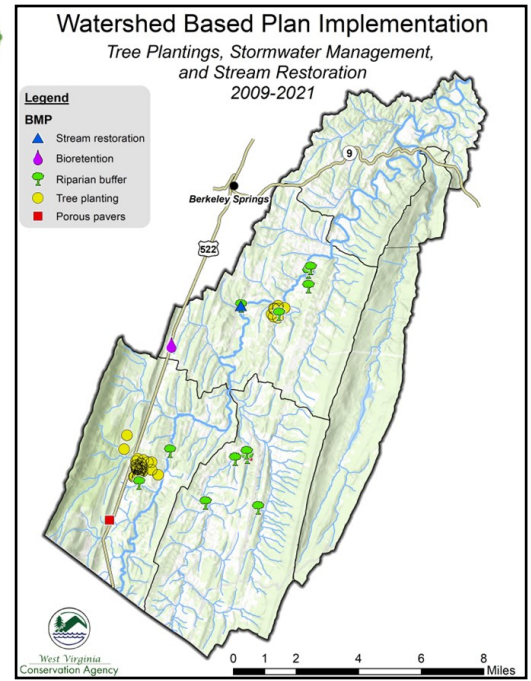 Watershed Based Plan Implementation
Tree Plantings, Stormwater Management,
and Stream Restoration
2009-2021
Legend
BMP
Stream restoration
Bioretention
Riparian buffer
Tree planting
Porous pavers
9
Berkeley Springs
522
West Virginia
Conservation Agency
0 1 2 4 6 8
Miles